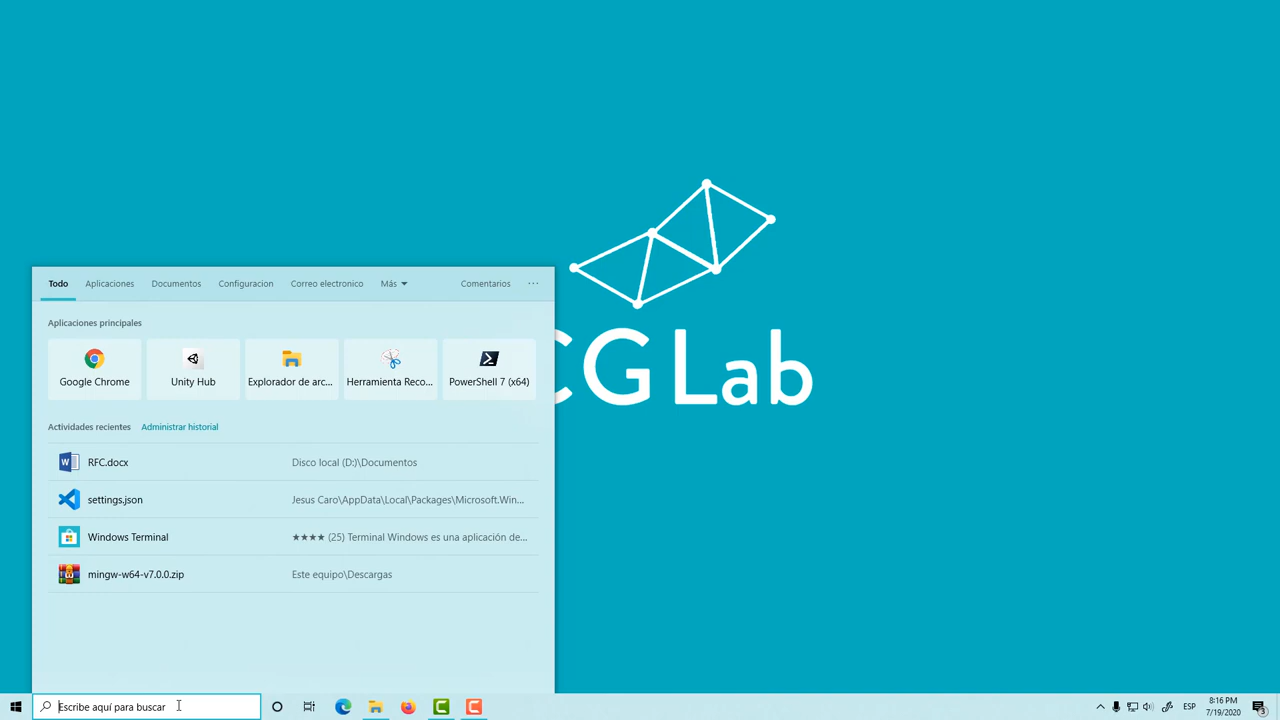 CG Lab
Todo Aplicaciones Documentos Configuracion Correo electronico Más Comentarios ...
Aplicaciones principales
Google Chrome Unity Hub Explorador de arc... Herramienta Reco... PowerShell 7 (x64)
Actividades recientes Administrar historial
RFC.docx Disco local (D:)\Documentos
settings.json Jesus Caro\AppData\Local\Packages\Microsoft.Win...
Windows Terminal ★★★★ (25) Terminal Windows es una aplicación de...
mingw-w64-v7.0.0.zip Este equipo\Descargas
Escribe aquí para buscar
ESP
8:16 PM
7/19/2020
3